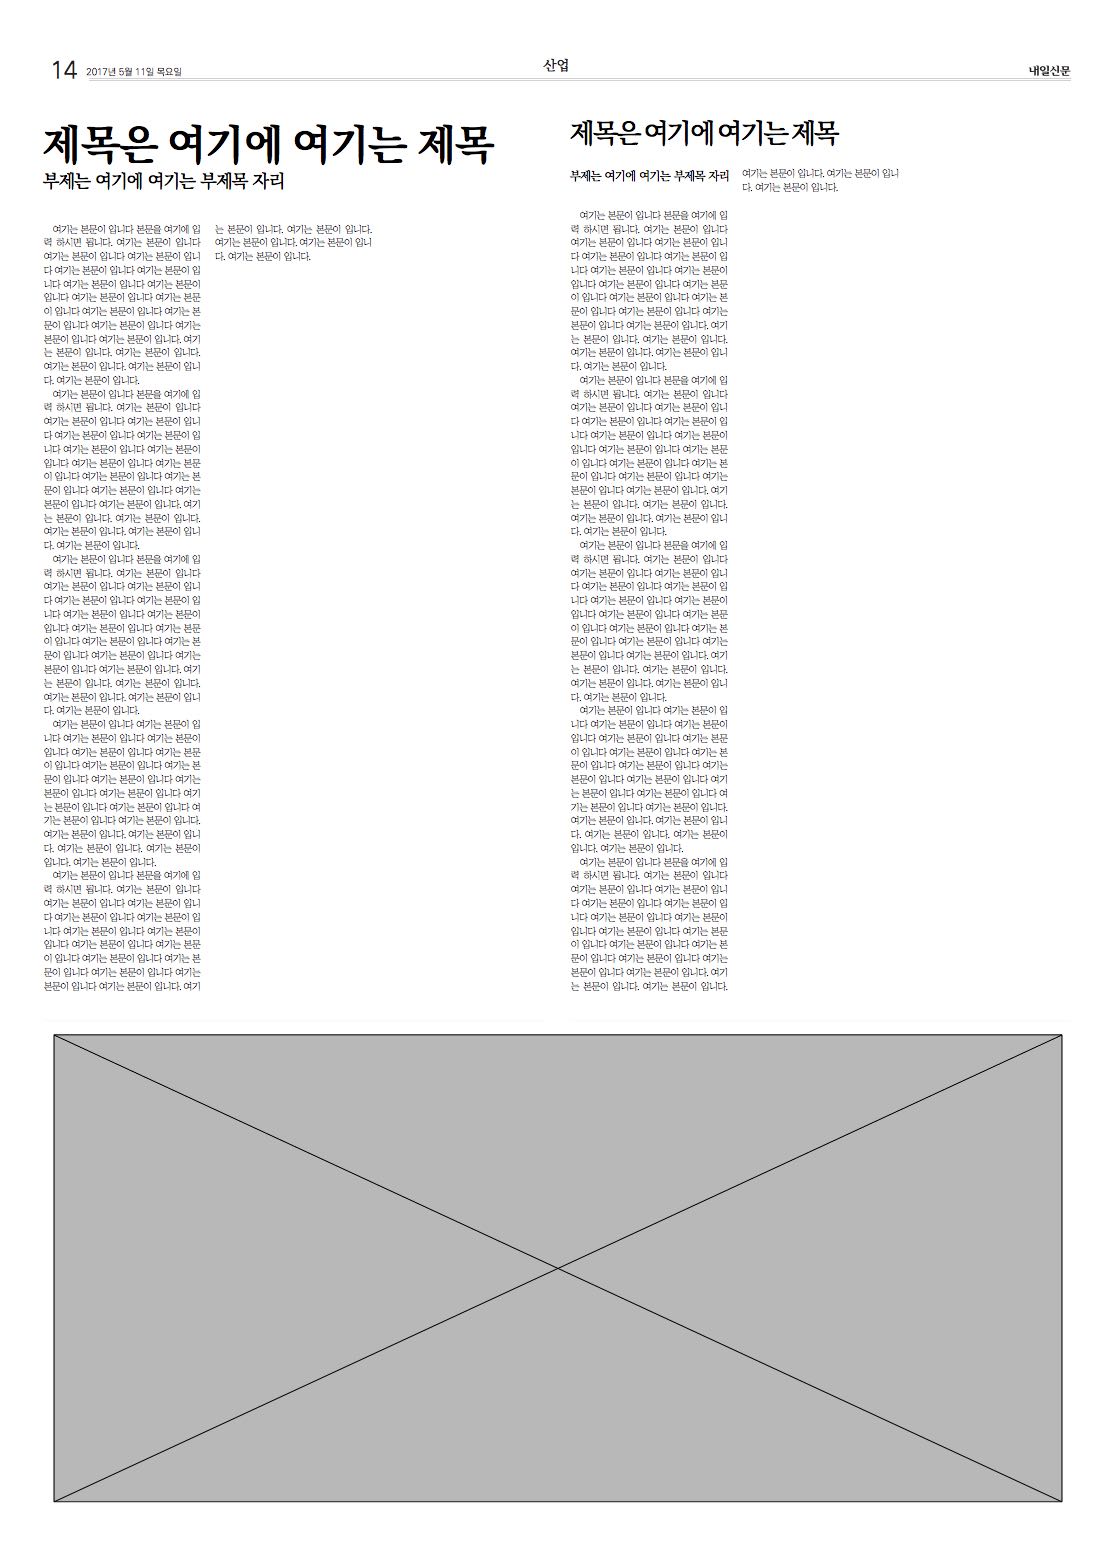 14 2017년 5월 11일 목요일
산업
내일신문
제목은 여기에 여기는 제목
부제는 여기에 여기는 부제목 자리
여기는 본문이 입니다 본문을 여기에 입
력 하시면 됩니다. 여기는 본문이 입니다
여기는 본문이 입니다 여기는 본문이 입니
다 여기는 본문이 입니다 여기는 본문이 입
니다 여기는 본문이 입니다 여기는 본문이
입니다 여기는 본문이 입니다 여기는 본문
이 입니다 여기는 본문이 입니다 여기는 본
문이 입니다 여기는 본문이 입니다 여기는
본문이 입니다 여기는 본문이 입니다. 여기
는 본문이 입니다. 여기는 본문이 입니다.
여기는 본문이 입니다. 여기는 본문이 입니
다. 여기는 본문이 입니다.
여기는 본문이 입니다 본문을 여기에 입
력 하시면 됩니다. 여기는 본문이 입니다
여기는 본문이 입니다 여기는 본문이 입니
다 여기는 본문이 입니다 여기는 본문이 입
니다 여기는 본문이 입니다 여기는 본문이
입니다 여기는 본문이 입니다 여기는 본문
이 입니다 여기는 본문이 입니다 여기는 본
문이 입니다 여기는 본문이 입니다 여기는
본문이 입니다 여기는 본문이 입니다. 여기
는 본문이 입니다. 여기는 본문이 입니다.
여기는 본문이 입니다. 여기는 본문이 입니
다. 여기는 본문이 입니다.
여기는 본문이 입니다 본문을 여기에 입
력 하시면 됩니다. 여기는 본문이 입니다
여기는 본문이 입니다 여기는 본문이 입니
다 여기는 본문이 입니다 여기는 본문이 입
니다 여기는 본문이 입니다 여기는 본문이
입니다 여기는 본문이 입니다 여기는 본문
이 입니다 여기는 본문이 입니다 여기는 본
문이 입니다 여기는 본문이 입니다 여기는
본문이 입니다 여기는 본문이 입니다. 여기
는 본문이 입니다. 여기는 본문이 입니다.
여기는 본문이 입니다. 여기는 본문이 입니
다. 여기는 본문이 입니다.
여기는 본문이 입니다 여기는 본문이 입
니다 여기는 본문이 입니다 여기는 본문이
입니다 여기는 본문이 입니다 여기는 본문
이 입니다 여기는 본문이 입니다 여기는 본
문이 입니다 여기는 본문이 입니다 여기는
본문이 입니다 여기는 본문이 입니다 여기
는 본문이 입니다 여기는 본문이 입니다 여
기는 본문이 입니다 여기는 본문이 입니다.
여기는 본문이 입니다. 여기는 본문이 입니
다. 여기는 본문이 입니다. 여기는 본문이
입니다. 여기는 본문이 입니다.
여기는 본문이 입니다 본문을 여기에 입
력 하시면 됩니다. 여기는 본문이 입니다
여기는 본문이 입니다 여기는 본문이 입니
다 여기는 본문이 입니다 여기는 본문이 입
니다 여기는 본문이 입니다 여기는 본문이
입니다 여기는 본문이 입니다 여기는 본문
이 입니다 여기는 본문이 입니다 여기는 본
문이 입니다 여기는 본문이 입니다 여기는
본문이 입니다 여기는 본문이 입니다. 여기
는 본문이 입니다. 여기는 본문이 입니다.
여기는 본문이 입니다. 여기는 본문이 입니
다. 여기는 본문이 입니다.
제목은 여기에 여기는 제목
부제는 여기에 여기는 부제목 자리
여기는 본문이 입니다 본문을 여기에 입
력 하시면 됩니다. 여기는 본문이 입니다
여기는 본문이 입니다 여기는 본문이 입니
다 여기는 본문이 입니다 여기는 본문이 입
니다 여기는 본문이 입니다 여기는 본문이
입니다 여기는 본문이 입니다 여기는 본문
이 입니다 여기는 본문이 입니다 여기는 본
문이 입니다 여기는 본문이 입니다 여기는
본문이 입니다 여기는 본문이 입니다. 여기
는 본문이 입니다. 여기는 본문이 입니다.
여기는 본문이 입니다. 여기는 본문이 입니
다. 여기는 본문이 입니다.
여기는 본문이 입니다 본문을 여기에 입
력 하시면 됩니다. 여기는 본문이 입니다
여기는 본문이 입니다 여기는 본문이 입니
다 여기는 본문이 입니다 여기는 본문이 입
니다 여기는 본문이 입니다 여기는 본문이
입니다 여기는 본문이 입니다 여기는 본문
이 입니다 여기는 본문이 입니다 여기는 본
문이 입니다 여기는 본문이 입니다 여기는
본문이 입니다 여기는 본문이 입니다. 여기
는 본문이 입니다. 여기는 본문이 입니다.
여기는 본문이 입니다. 여기는 본문이 입니
다. 여기는 본문이 입니다.
여기는 본문이 입니다 본문을 여기에 입
력 하시면 됩니다. 여기는 본문이 입니다
여기는 본문이 입니다 여기는 본문이 입니
다 여기는 본문이 입니다 여기는 본문이 입
니다 여기는 본문이 입니다 여기는 본문이
입니다 여기는 본문이 입니다 여기는 본문
이 입니다 여기는 본문이 입니다 여기는 본
문이 입니다 여기는 본문이 입니다 여기는
본문이 입니다 여기는 본문이 입니다. 여기
는 본문이 입니다. 여기는 본문이 입니다.
여기는 본문이 입니다. 여기는 본문이 입니
다. 여기는 본문이 입니다.
여기는 본문이 입니다 여기는 본문이 입
니다 여기는 본문이 입니다 여기는 본문이
입니다 여기는 본문이 입니다 여기는 본문
이 입니다 여기는 본문이 입니다 여기는 본
문이 입니다 여기는 본문이 입니다 여기는
본문이 입니다 여기는 본문이 입니다 여기
는 본문이 입니다 여기는 본문이 입니다 여
기는 본문이 입니다 여기는 본문이 입니다.
여기는 본문이 입니다. 여기는 본문이 입니
다. 여기는 본문이 입니다. 여기는 본문이
입니다. 여기는 본문이 입니다.
여기는 본문이 입니다 본문을 여기에 입
력 하시면 됩니다. 여기는 본문이 입니다
여기는 본문이 입니다 여기는 본문이 입니
다 여기는 본문이 입니다 여기는 본문이 입
니다 여기는 본문이 입니다 여기는 본문이
입니다 여기는 본문이 입니다 여기는 본문
이 입니다 여기는 본문이 입니다 여기는 본
문이 입니다 여기는 본문이 입니다 여기는
본문이 입니다 여기는 본문이 입니다. 여기
는 본문이 입니다. 여기는 본문이 입니다.
여기는 본문이 입니다. 여기는 본문이 입니
다. 여기는 본문이 입니다.